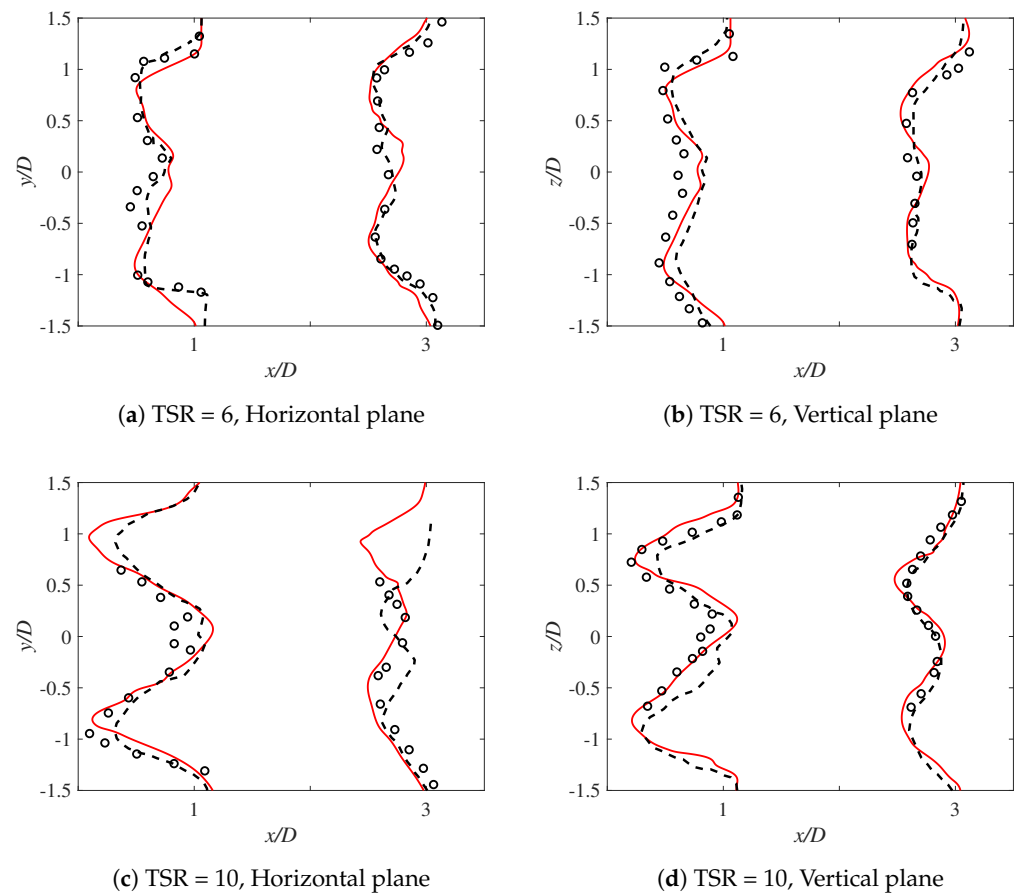 1.5
1
0.5
0
-0.5
-1
-1.5
y/D
1 3
x/D
(a) TSR = 6, Horizontal plane
1.5
1
0.5
0
-0.5
-1
-1.5
z/D
1 3
x/D
(b) TSR = 6, Vertical plane
1.5
1
0.5
0
-0.5
-1
-1.5
y/D
1 3
x/D
(c) TSR = 10, Horizontal plane
1.5
1
0.5
0
-0.5
-1
-1.5
z/D
1 3
x/D
(d) TSR = 10, Vertical plane